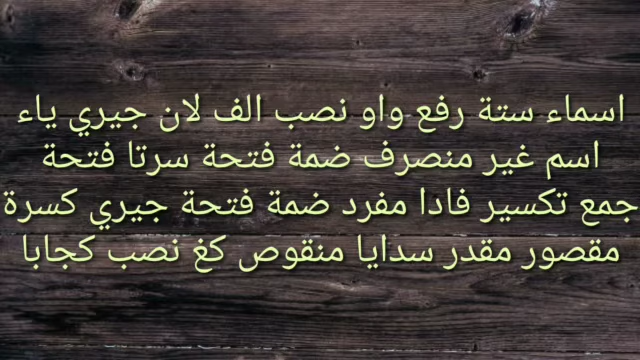 اسماء ستة رفع واو نصب الف لان جيري ياء
اسم غير منصرف ضمة فتحة سرتا فتحة
جمع تكسير فادا مفرد ضمة فتحة جيري كسرة
مقصور مقدر سدايا منقوص كغ نصب كجابا